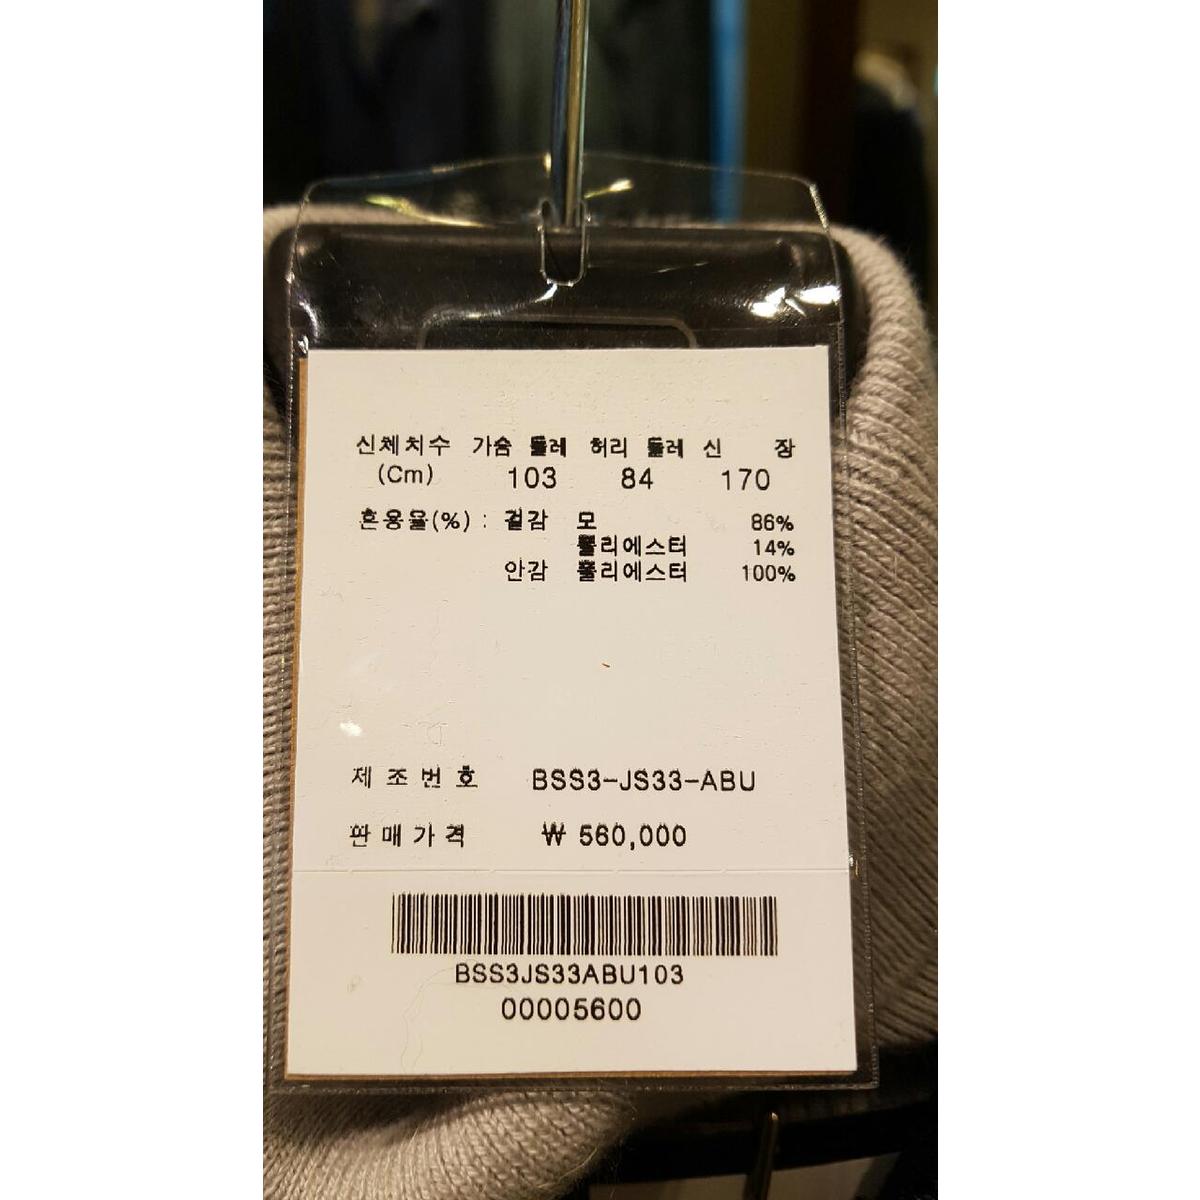 신체치수 가슴 둘레 허리 둘레 신 장
(Cm) 103 84 170
혼용율(%) : 겉감 모 86%
폴리에스터 14%
안감 폴리에스터 100%
제조번호 BSS3-JS33-ABU
판매가격 ₩ 560,000
BSS3JS33ABU103
00005600